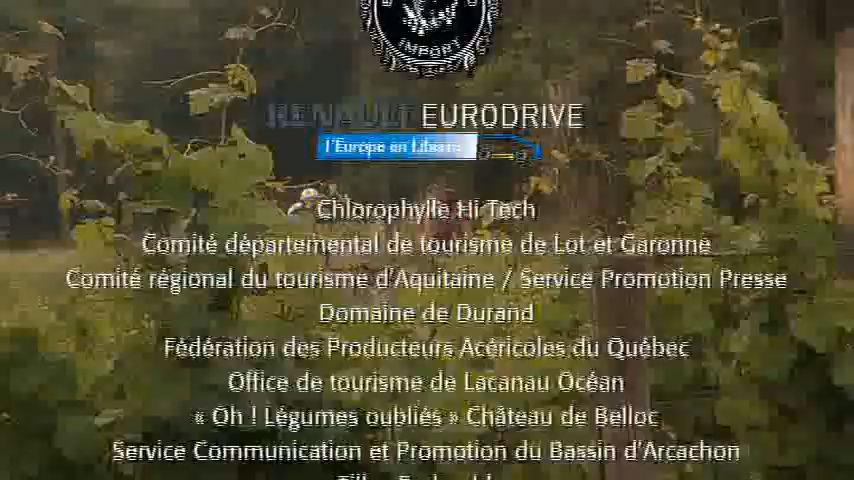 IMPORT
RENAULT EURODRIVE
l'Europe en Liberté
Chlorophylle Hi Tech
Comité départemental de tourisme de Lot et Garonne
Comité régional du tourisme d'Aquitaine / Service Promotion Presse
Domaine de Durand
Fédération des Producteurs Acéricoles du Québec
Office de tourisme de Lacanau Océan
« Oh ! Légumes oubliés » Château de Belloc
Service Communication et Promotion du Bassin d'Arcachon